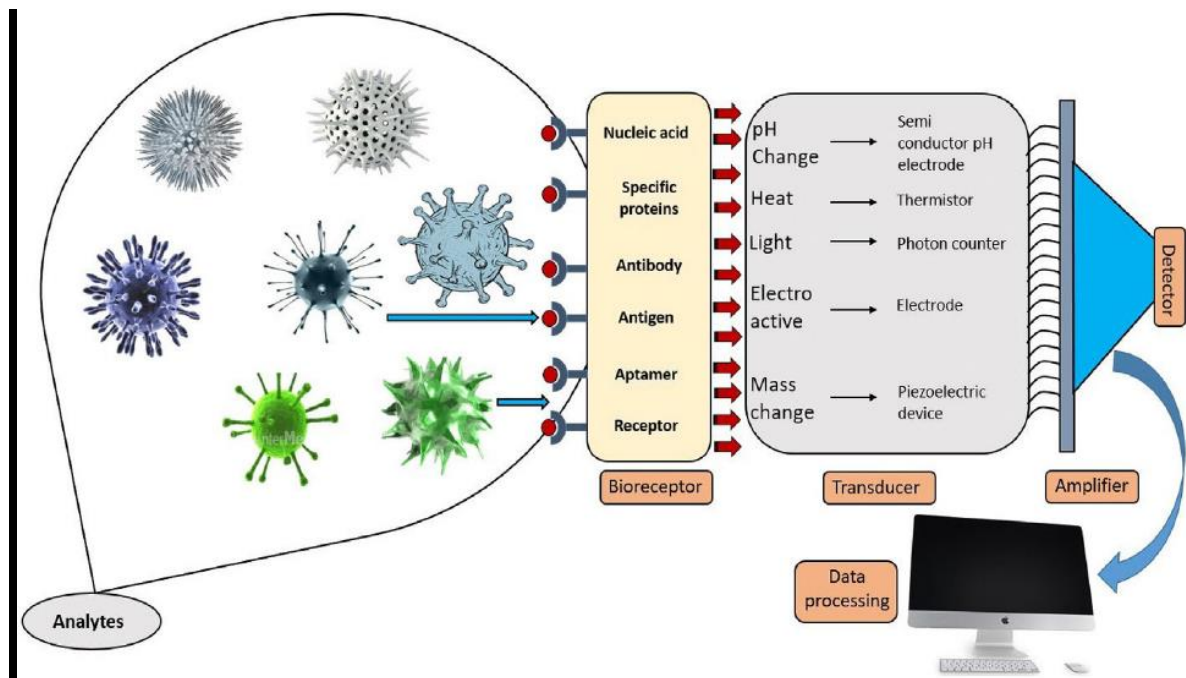 Analytes
Nucleic acid
Specific
proteins
Antibody
Antigen
Aptamer
Receptor
Bioreceptor
pH
Change
Heat
Light
Electro
active
Mass
change
Semi
conductor pH
electrode
Thermistor
Photon counter
Electrode
Piezoelectric
device
Transducer
Amplifier
Detector
Data
processing